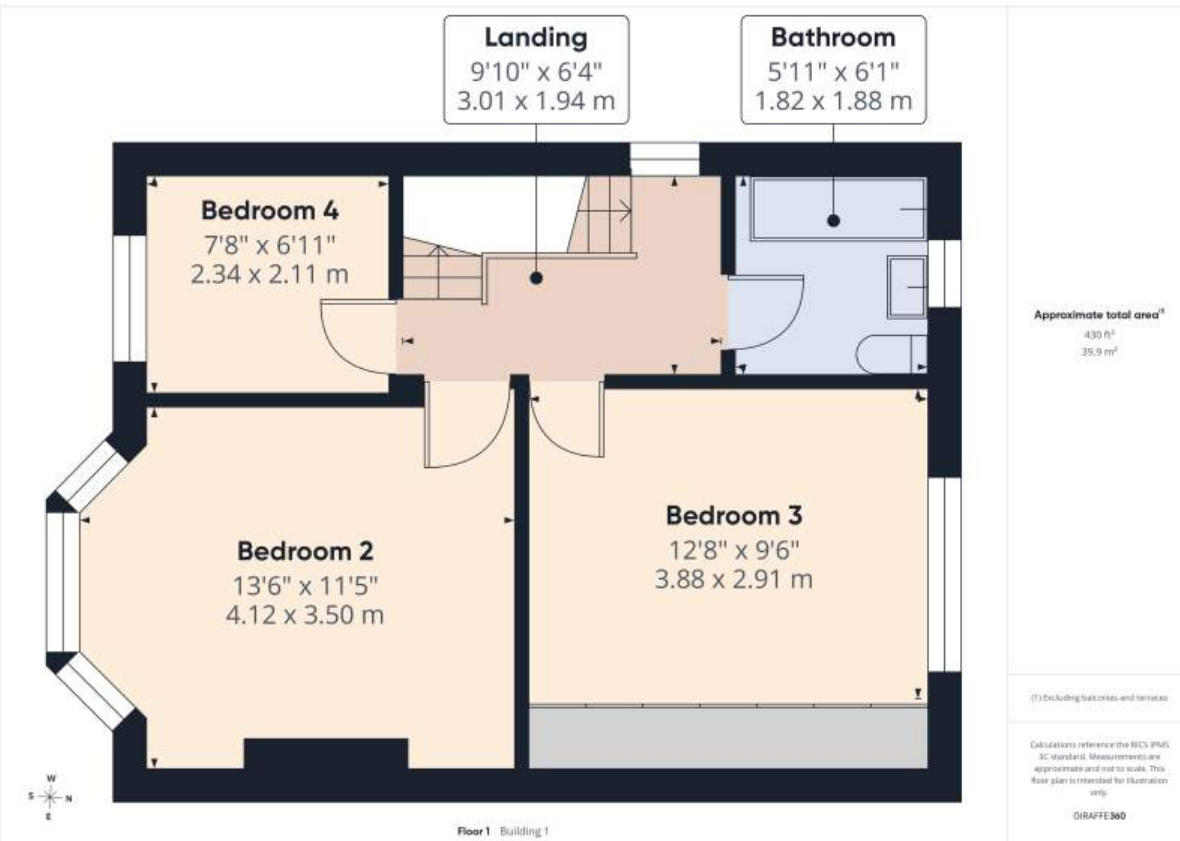 Landing
9'10" x 6'4"
3.01 x 1.94 m
Bathroom
5'11" x 6'1"
1.82 x 1.88 m
Bedroom 4
7'8" x 6'11"
2.34 x 2.11 m
Bedroom 2
13'6" x 11'5"
4.12 x 3.50 m
Bedroom 3
12'8" x 9'6"
3.88 x 2.91 m
W
S
N
E
Floor 1 Building 1
Approximate total area⁽¹⁾
430 ft²
39.9 m²
(1) Excluding balconies and terraces
Calculations reference the RICS IPMS
3C standard. Measurements are
approximate and not to scale. This
floor plan is intended for illustration
only.
GIRAFFE360